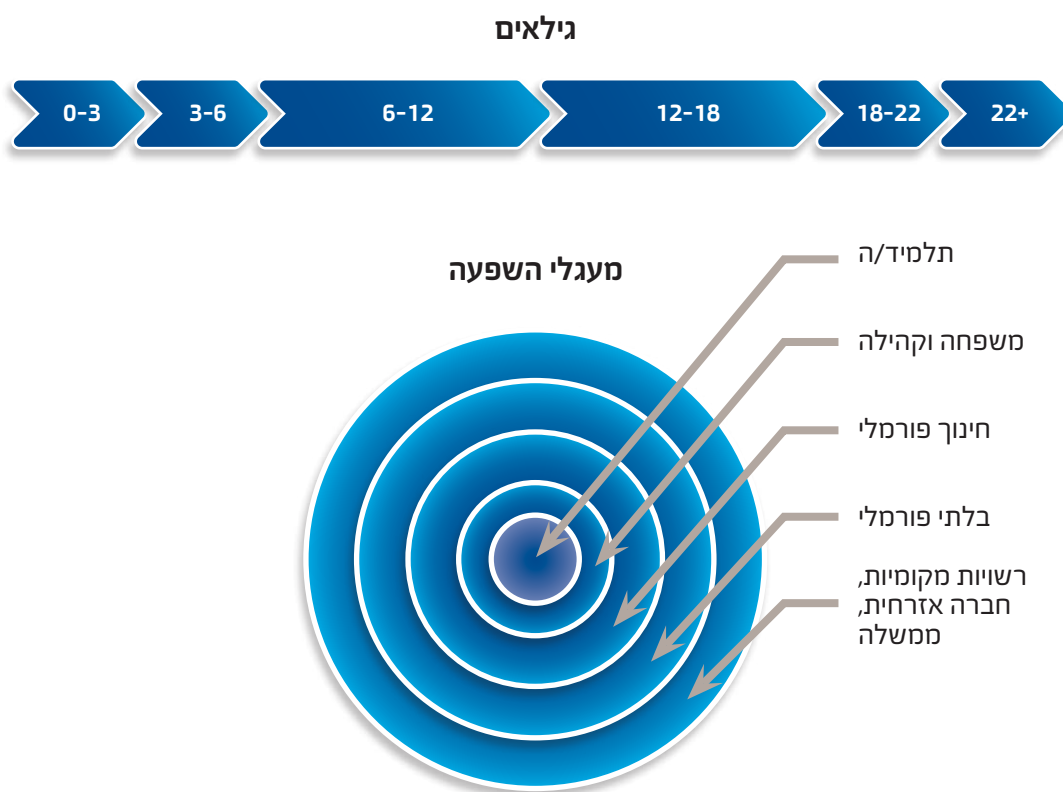 גילאים
0-3
3-6
6-12
12-18
18-22
22+
מעגלי השפעה
תלמיד/ה
משפחה וקהילה
חינוך פורמלי
בלתי פורמלי
רשויות מקומיות,
חברה אזרחית,
ממשלה